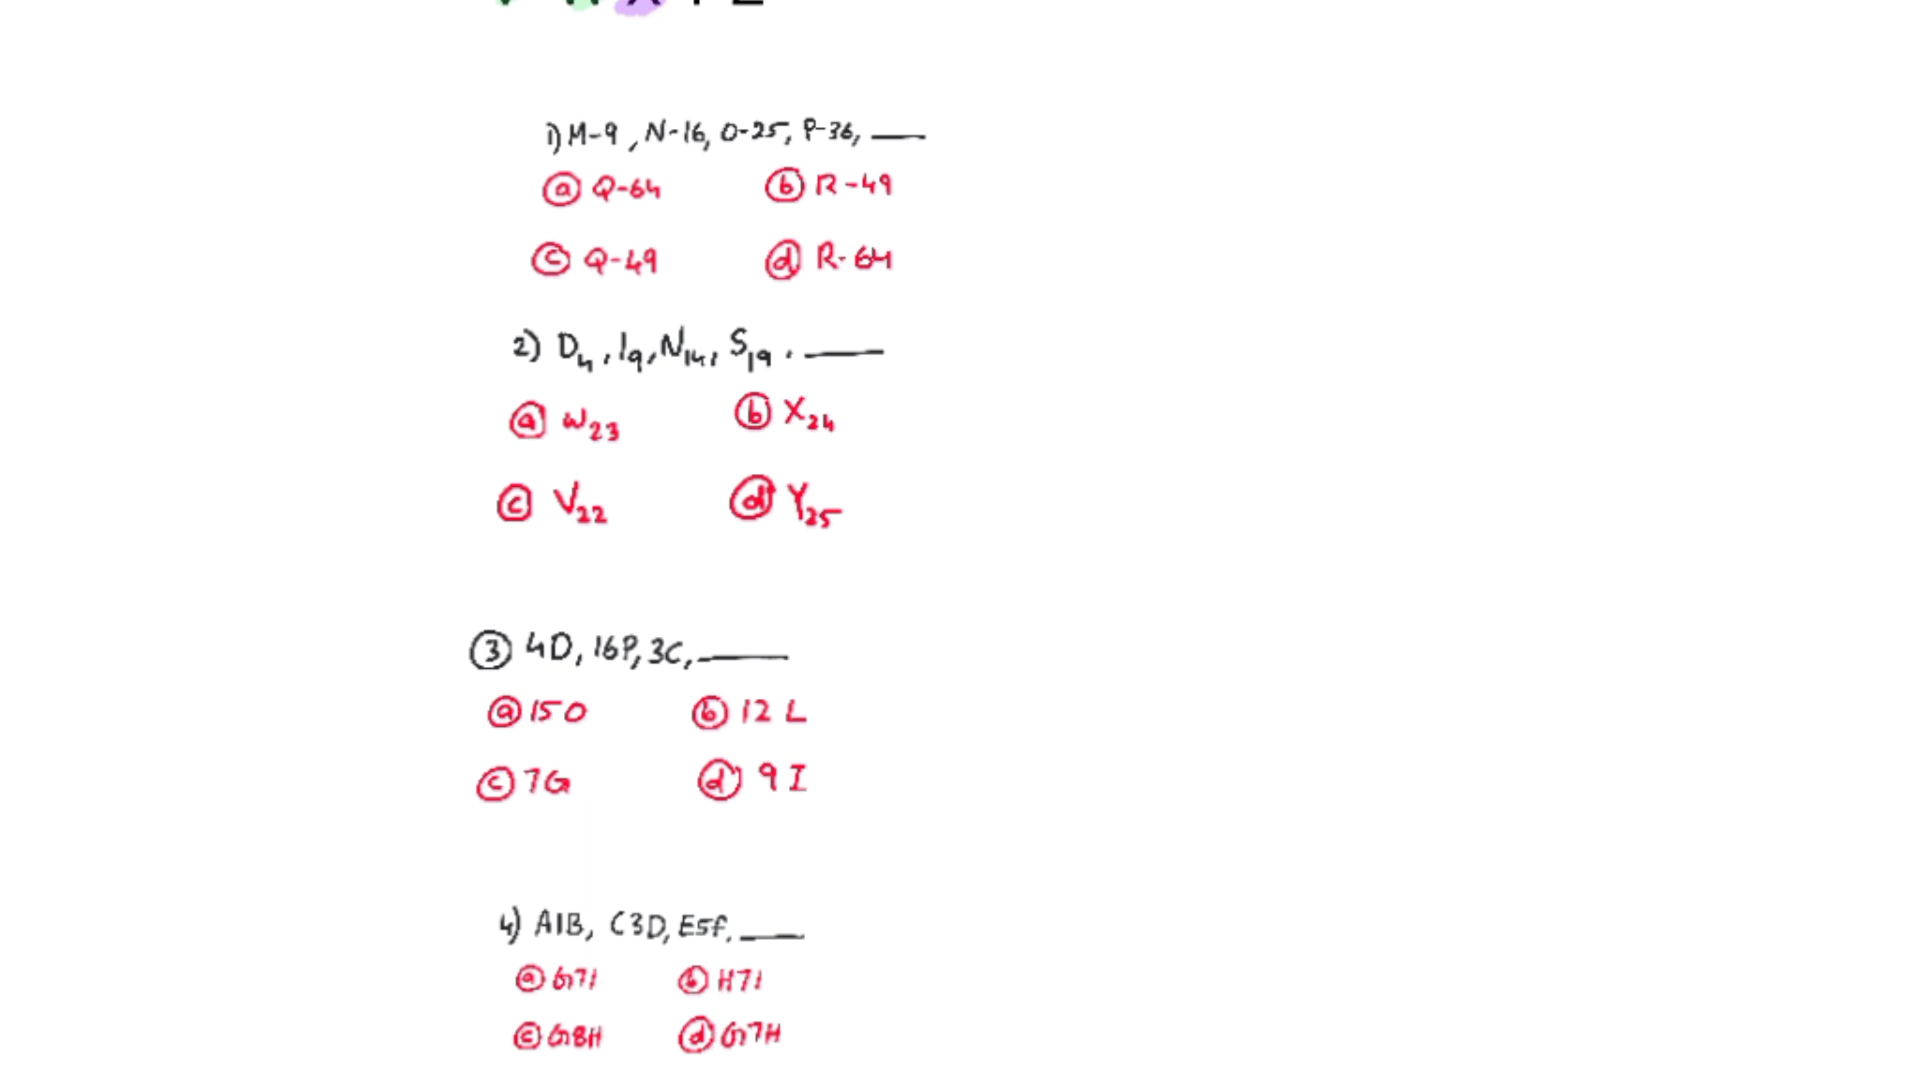 1) M-9, N-16, O-25, P-36, ___
ⓐ Q-64 ⓑ R-49
ⓒ Q-49 ⓓ R-64
2) D₄, I₉, N₁₄, S₁₉. ___
ⓐ W₂₃ ⓑ X₂₄
ⓒ V₂₂ ⓓ Y₂₅
③ 4D, 16P, 3C, ___
ⓐ 15O ⓑ 12 L
ⓒ 7G ⓓ 9 I
4) A1B, C3D, E5F, ___
ⓐ G7I ⓑ H7I
ⓒ G8H ⓓ G7H